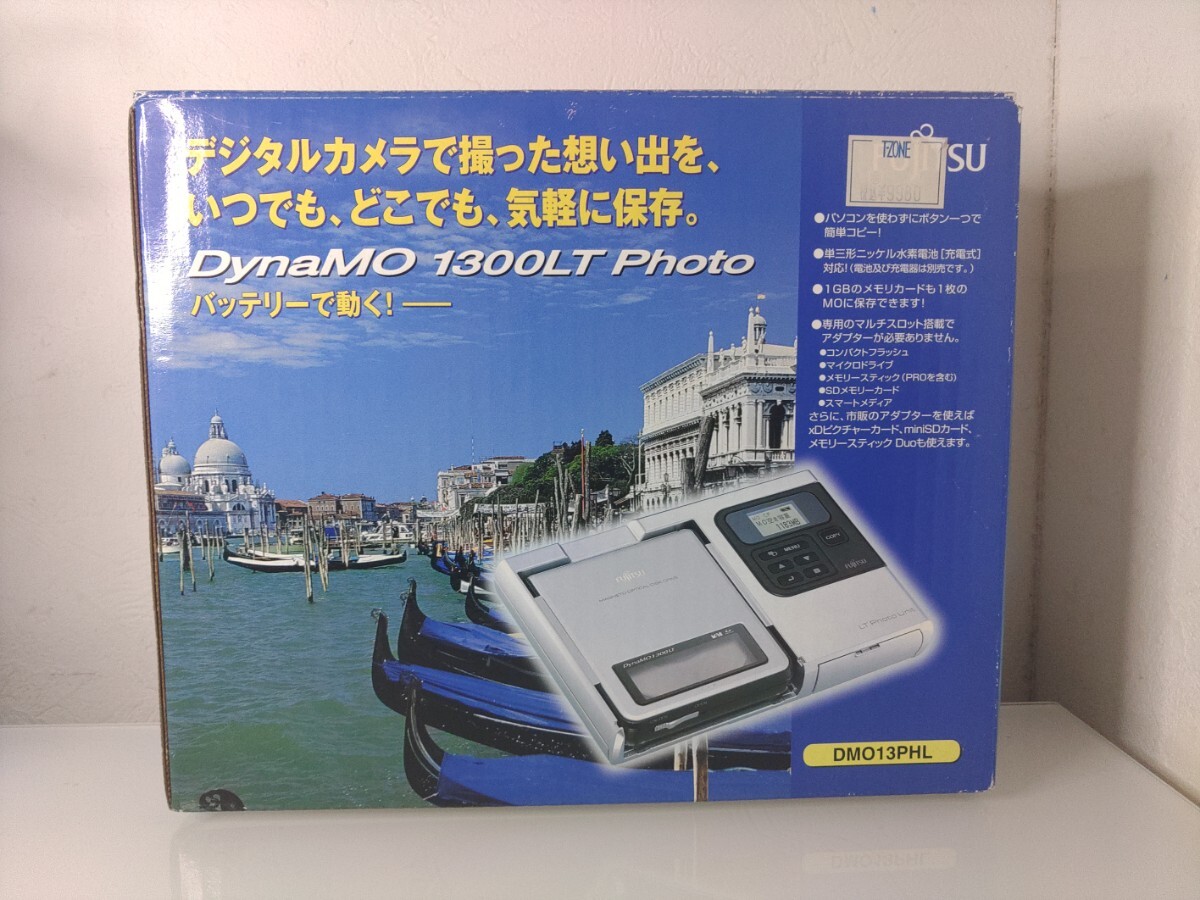 デジタルカメラで撮った想い出を、
いつでも、どこでも、気軽に保存。
DynaMO 1300LT Photo
バッテリーで動く!
T-ZONE
FUJITSU
●パソコンを使わずにボタン一つで
簡単コピー!
●単三形ニッケル水素電池[充電式]
対応!(電池及び充電器は別売です。)
●1GBのメモリカードも1枚の
MOに保存できます!
●専用のマルチスロット搭載で
アダプターが必要ありません。
●コンパクトフラッシュ
●マイクロドライブ
●メモリースティック(PROを含む)
●SDメモリーカード
●スマートメディア
さらに、市販のアダプターを使えば
xDピクチャーカード、miniSDカード、
メモリースティック Duoも使えます。
1183MB
MENU
COPY
FUJITSU
FUJITSU
LT Photo Unit
DynaMO1300LT
DMO13PHL